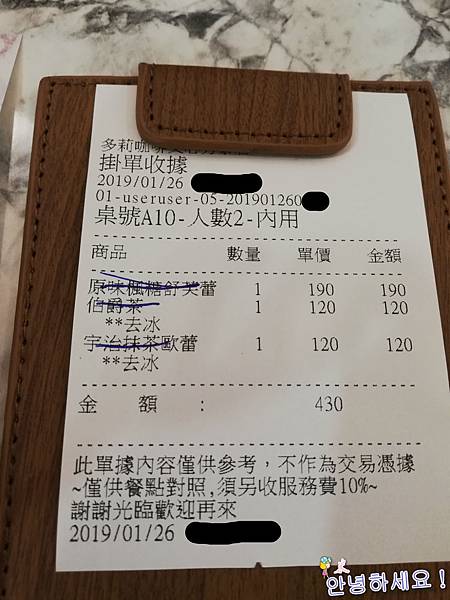 多莉咖啡
掛單收據
2019/01/26
01-useruser-05-201901260
桌號A10-人數2-內用
商品 數量 單價 金額
原味楓糖舒芙蕾 1 190 190
伯爵茶 1 120 120
**去冰
宇治抹茶歐蕾 1 120 120
**去冰
金 額 : 430
此單據內容僅供參考，不作為交易憑據
~僅供餐點對照,須另收服務費10%~
謝謝光臨歡迎再來
2019/01/26
안녕하세요!